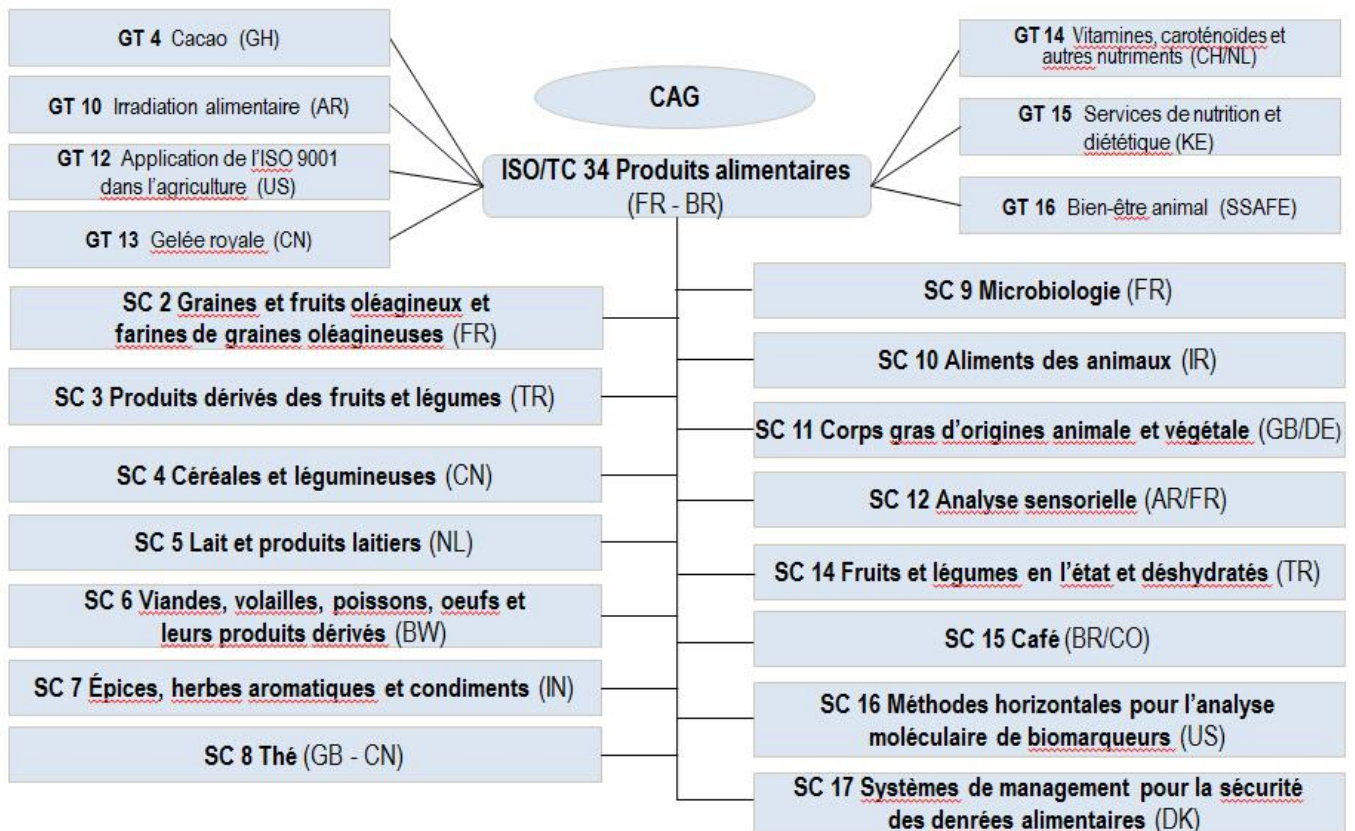 GT 4 Cacao (GH)
GT 10 Irradiation alimentaire (AR)
GT 12 Application de l'ISO 9001
dans l'agriculture (US)
GT 13 Gelée royale (CN)
CAG
ISO/TC 34 Produits alimentaires
(FR - BR)
GT 14 Vitamines, caroténoïdes et
autres nutriments (CH/NL)
GT 15 Services de nutrition et
diététique (KE)
GT 16 Bien-être animal (SSAFE)
SC 2 Graines et fruits oléagineux et
farines de graines oléagineuses (FR)
SC 3 Produits dérivés des fruits et légumes (TR)
SC 4 Céréales et légumineuses (CN)
SC 5 Lait et produits laitiers (NL)
SC 6 Viandes, volailles, poissons, oeufs et
leurs produits dérivés (BW)
SC 7 Épices, herbes aromatiques et condiments (IN)
SC 8 Thé (GB - CN)
SC 9 Microbiologie (FR)
SC 10 Aliments des animaux (IR)
SC 11 Corps gras d'origines animale et végétale (GB/DE)
SC 12 Analyse sensorielle (AR/FR)
SC 14 Fruits et légumes en l'état et déshydratés (TR)
SC 15 Café (BR/CO)
SC 16 Méthodes horizontales pour l'analyse
moléculaire de biomarqueurs (US)
SC 17 Systèmes de management pour la sécurité
des denrées alimentaires (DK)